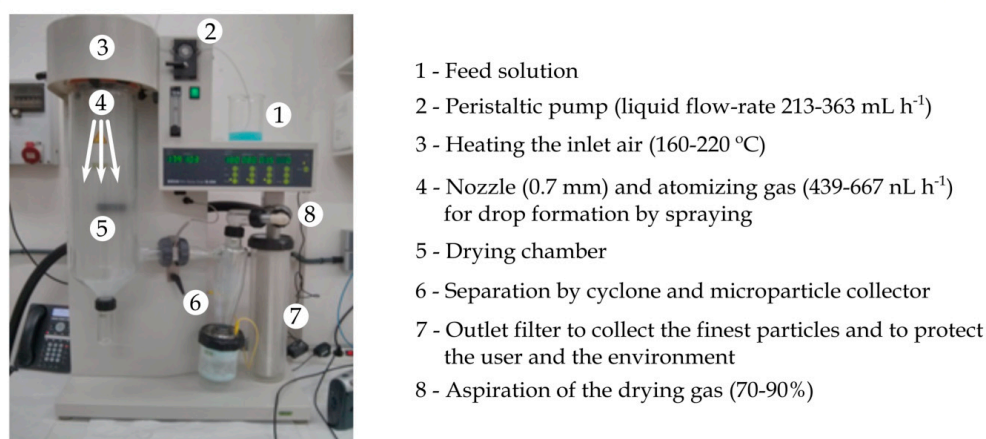 3
2
4
1
5
8
6
7
1 - Feed solution
2 - Peristaltic pump (liquid flow-rate 213-363 mL h⁻¹)
3 - Heating the inlet air (160-220 ºC)
4 - Nozzle (0.7 mm) and atomizing gas (439-667 nL h⁻¹)
for drop formation by spraying
5 - Drying chamber
6 - Separation by cyclone and microparticle collector
7 - Outlet filter to collect the finest particles and to protect
the user and the environment
8 - Aspiration of the drying gas (70-90%)